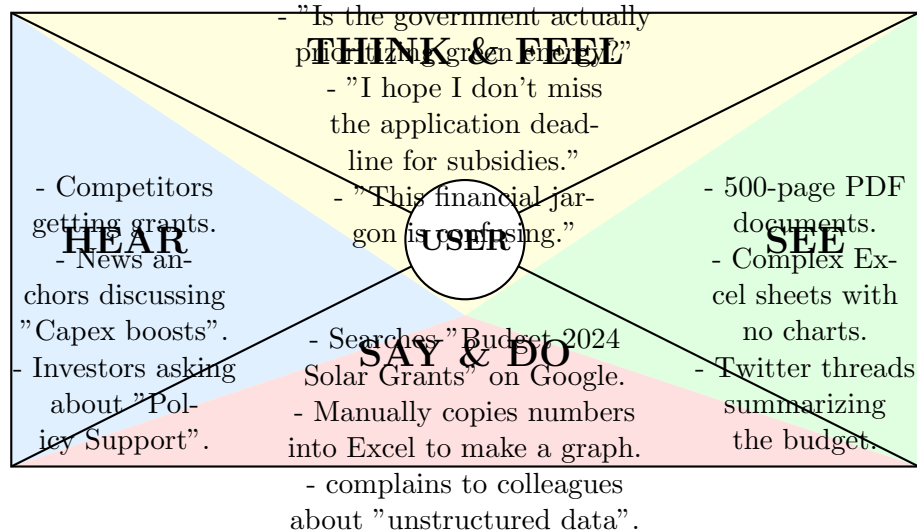 THINK & FEEL
- "Is the government actually
prioritizing green energy?"
- "I hope I don't miss
the application dead-
line for subsidies."
- "This financial jar-
gon is confusing."
HEAR
- Competitors
getting grants.
- News an-
chors discussing
"Capex boosts".
- Investors asking
about "Pol-
icy Support".
USER
SEE
- 500-page PDF
documents.
- Complex Ex-
cel sheets with
no charts.
- Twitter threads
summarizing
the budget.
SAY & DO
- Searches "Budget 2024
Solar Grants" on Google.
- Manually copies numbers
into Excel to make a graph.
- complains to colleagues
about "unstructured data".